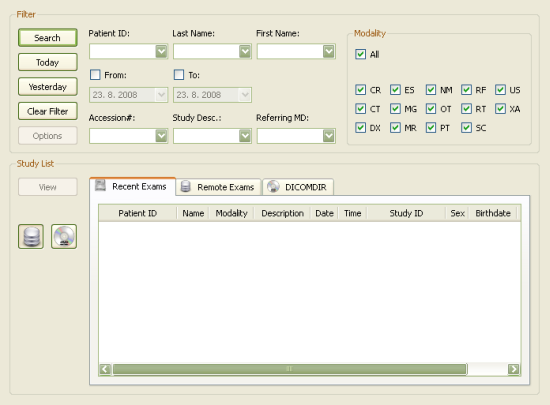 Filter
Search
Today
Yesterday
Clear Filter
Options
Patient ID:
Last Name:
First Name:
From:
To:
23. 8. 2008
23. 8. 2008
Accession#:
Study Desc.:
Referring MD:
Modality
All
CR ES NM RF US
CT MG OT RT XA
DX MR PT SC
Study List
View
Recent Exams
Remote Exams
DICOMDIR
Patient ID Name Modality Description Date Time Study ID Sex Birthdate